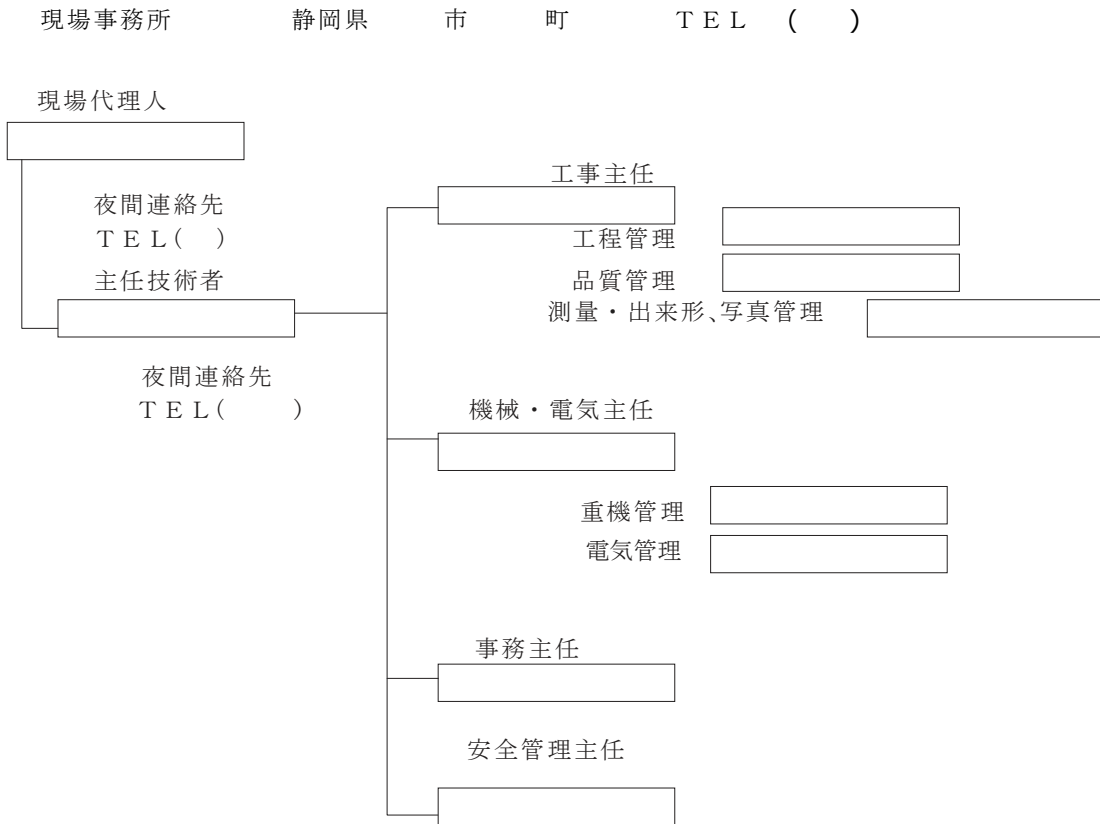 現場事務所　静岡県　市　町　ＴＥＬ　(　)
現場代理人
夜間連絡先
ＴＥＬ(　)
主任技術者
夜間連絡先
ＴＥＬ(　)
工事主任
工程管理
品質管理
測量・出来形、写真管理
機械・電気主任
重機管理
電気管理
事務主任
安全管理主任